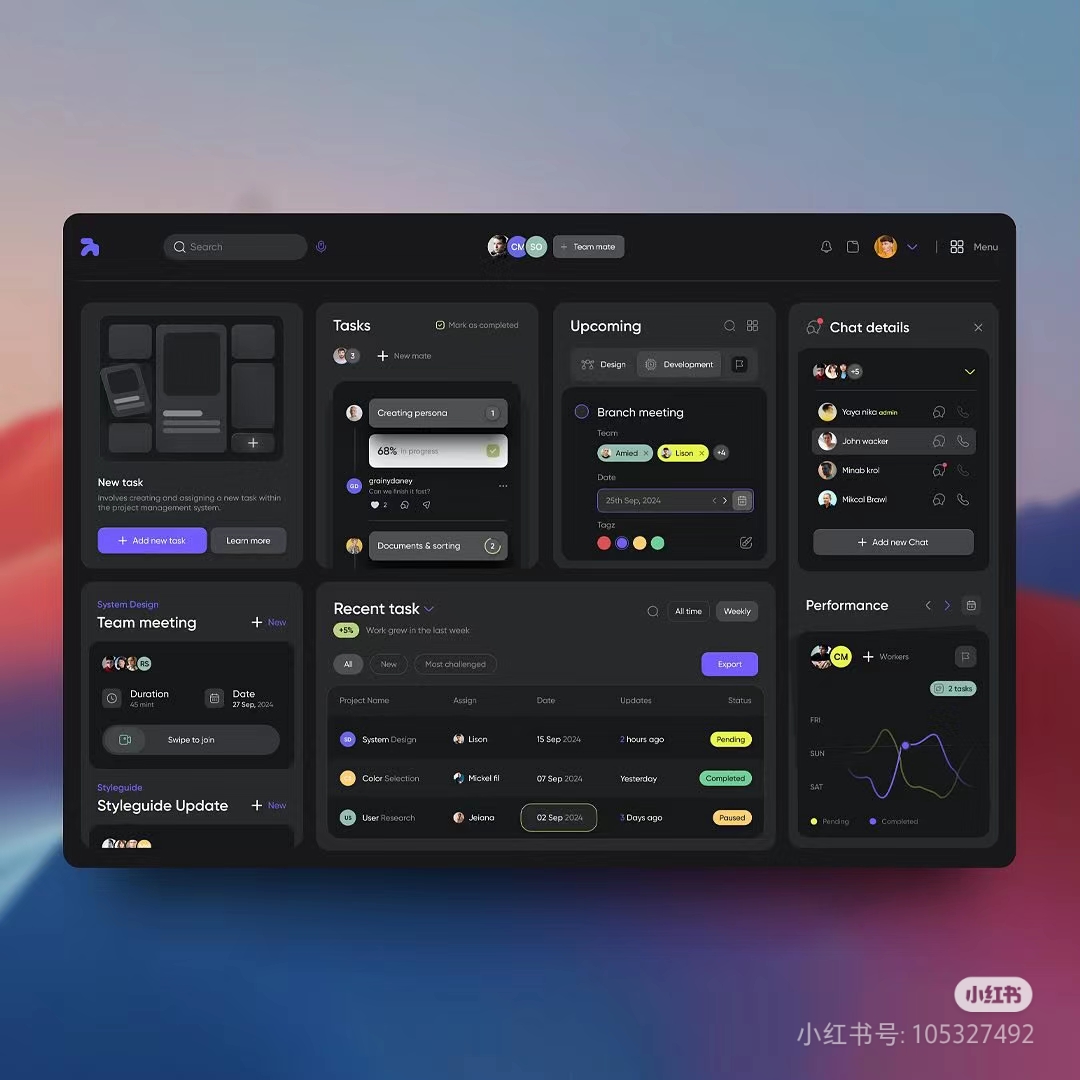 Search
CM
SO
+ Team mate
Menu
New task
Involves creating and assigning a new task within
the project management system.
+ Add new task
Learn more
Tasks
Mark as completed
3
+ New mate
Creating persona
1
68% In progress
GD
grainydaney
Can we finish it fast?
2
Documents & sorting
2
Upcoming
Design
Development
Branch meeting
Team
Amied ×
Lison ×
+4
Date
25th Sep, 2024
Tagz
Chat details
+5
Yaya nika admin
John wacker
Minab krol
Mikcal Brawl
+ Add new Chat
System Design
Team meeting
+ New
RS
Duration
45 mint
Date
27 Sep, 2024
Swipe to join
Styleguide
Styleguide Update
+ New
Recent task
All time
Weekly
+5%
Work grew in the last week
All
New
Most challenged
Export
Project Name
Assign
Date
Updates
Status
SD
System Design
Lison
15 Sep 2024
2 hours ago
Pending
Color Selection
Mickel fil
07 Sep 2024
Yesterday
Completed
US
User Research
Jeiana
02 Sep 2024
3 Days ago
Paused
Performance
CM
+ Workers
2 tasks
FRI
SUN
SAT
Pending
Completed
小红书
小红书号: 105327492